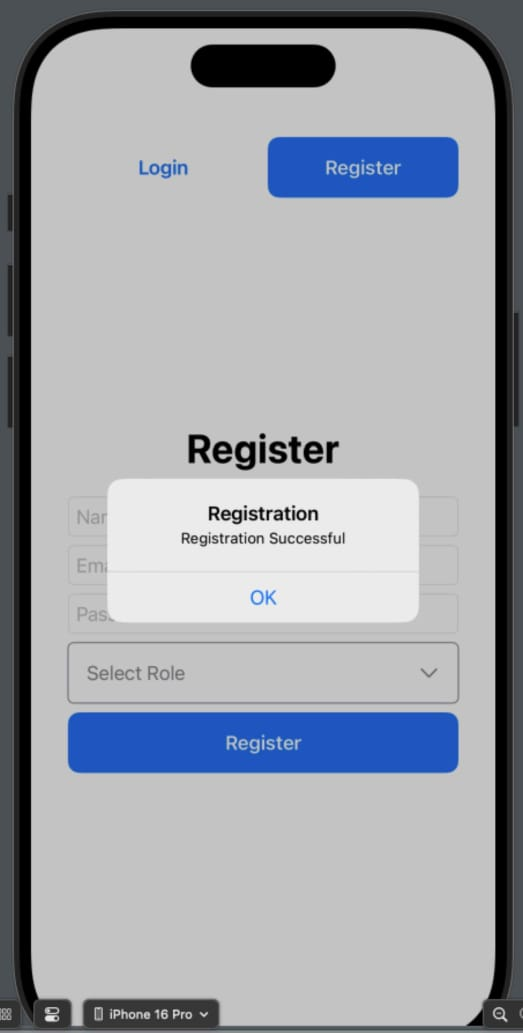 Login
Register
Register
Registration
Registration Successful
OK
Select Role
Register
iPhone 16 Pro